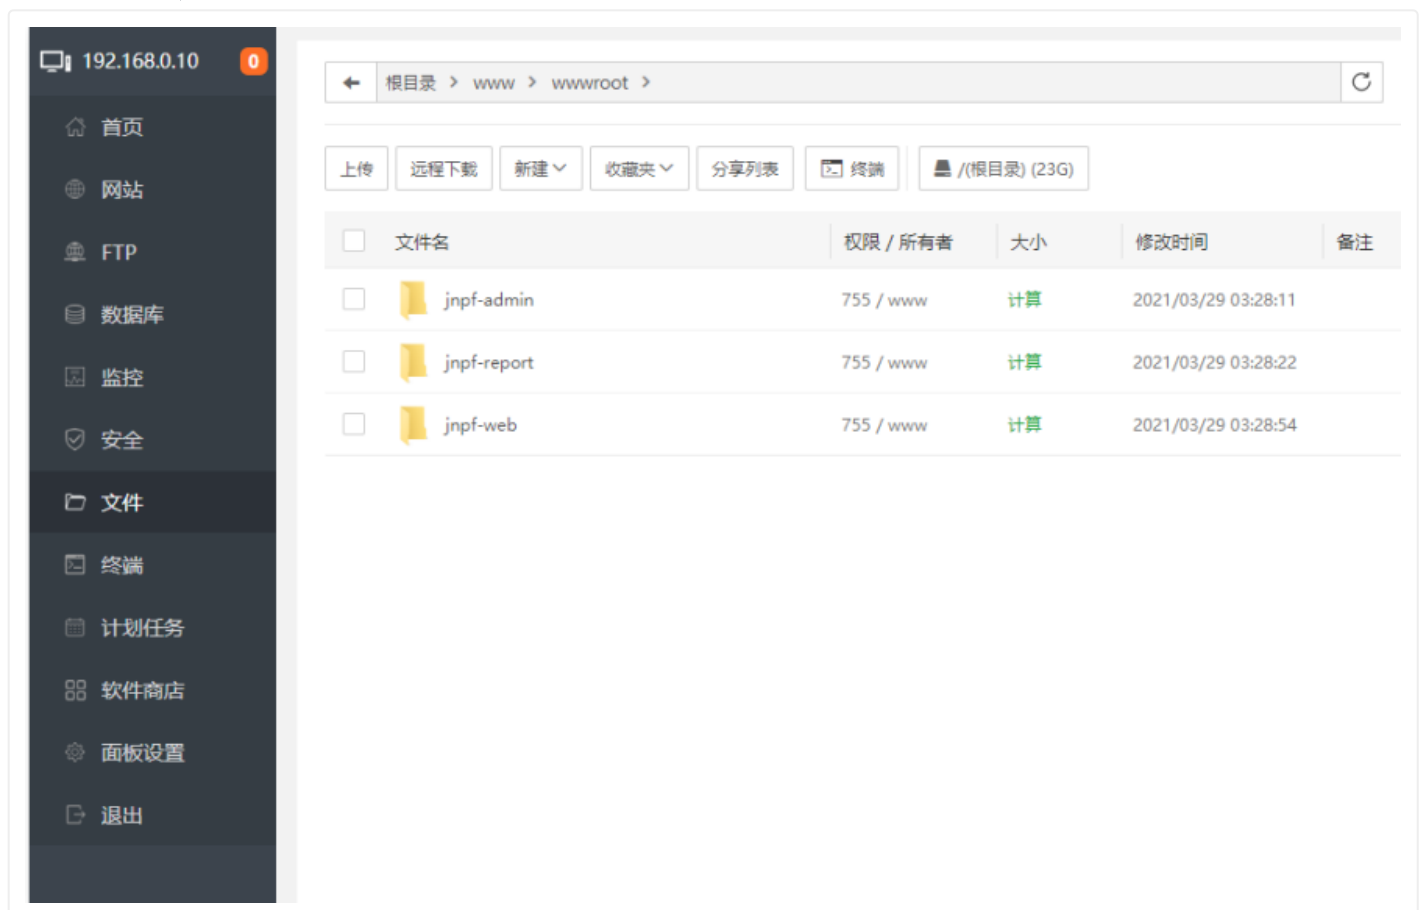 192.168.0.10 0
首页
网站
FTP
数据库
监控
安全
文件
终端
计划任务
软件商店
面板设置
退出
根目录 > www > wwwroot >
上传 远程下载 新建 收藏夹 分享列表 终端 /(根目录) (23G)
文件名 权限 / 所有者 大小 修改时间 备注
jnpf-admin 755 / www 计算 2021/03/29 03:28:11
jnpf-report 755 / www 计算 2021/03/29 03:28:22
jnpf-web 755 / www 计算 2021/03/29 03:28:54